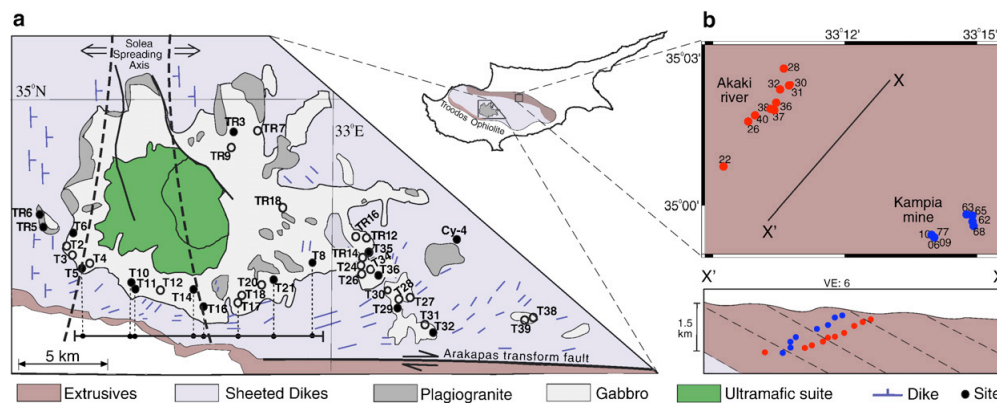 a
Solea
Spreading
Axis
35°N
33°E
TR3
TR7
TR9
TR18
TR6
TR5
T6
T2
T3
T4
T5
T10
T11
T12
T14
T16
T20
T18
T17
T21
T8
TR16
TR12
T35
TR14
T34
T24
T26
T36
Cy-4
T30
T28
T27
T29
T31
T32
T38
T39
5 km
Arakapas transform fault
Troodos Ophiolite
b
33°12'
33°15'
35°03'
35°00'
Akaki
river
28
32
30
31
38
36
37
40
26
22
X
X'
Kampia
mine
63
65
62
68
10
77
09
06
X'
VE: 6
X
1.5
km
Extrusives
Sheeted Dikes
Plagiogranite
Gabbro
Ultramafic suite
Dike